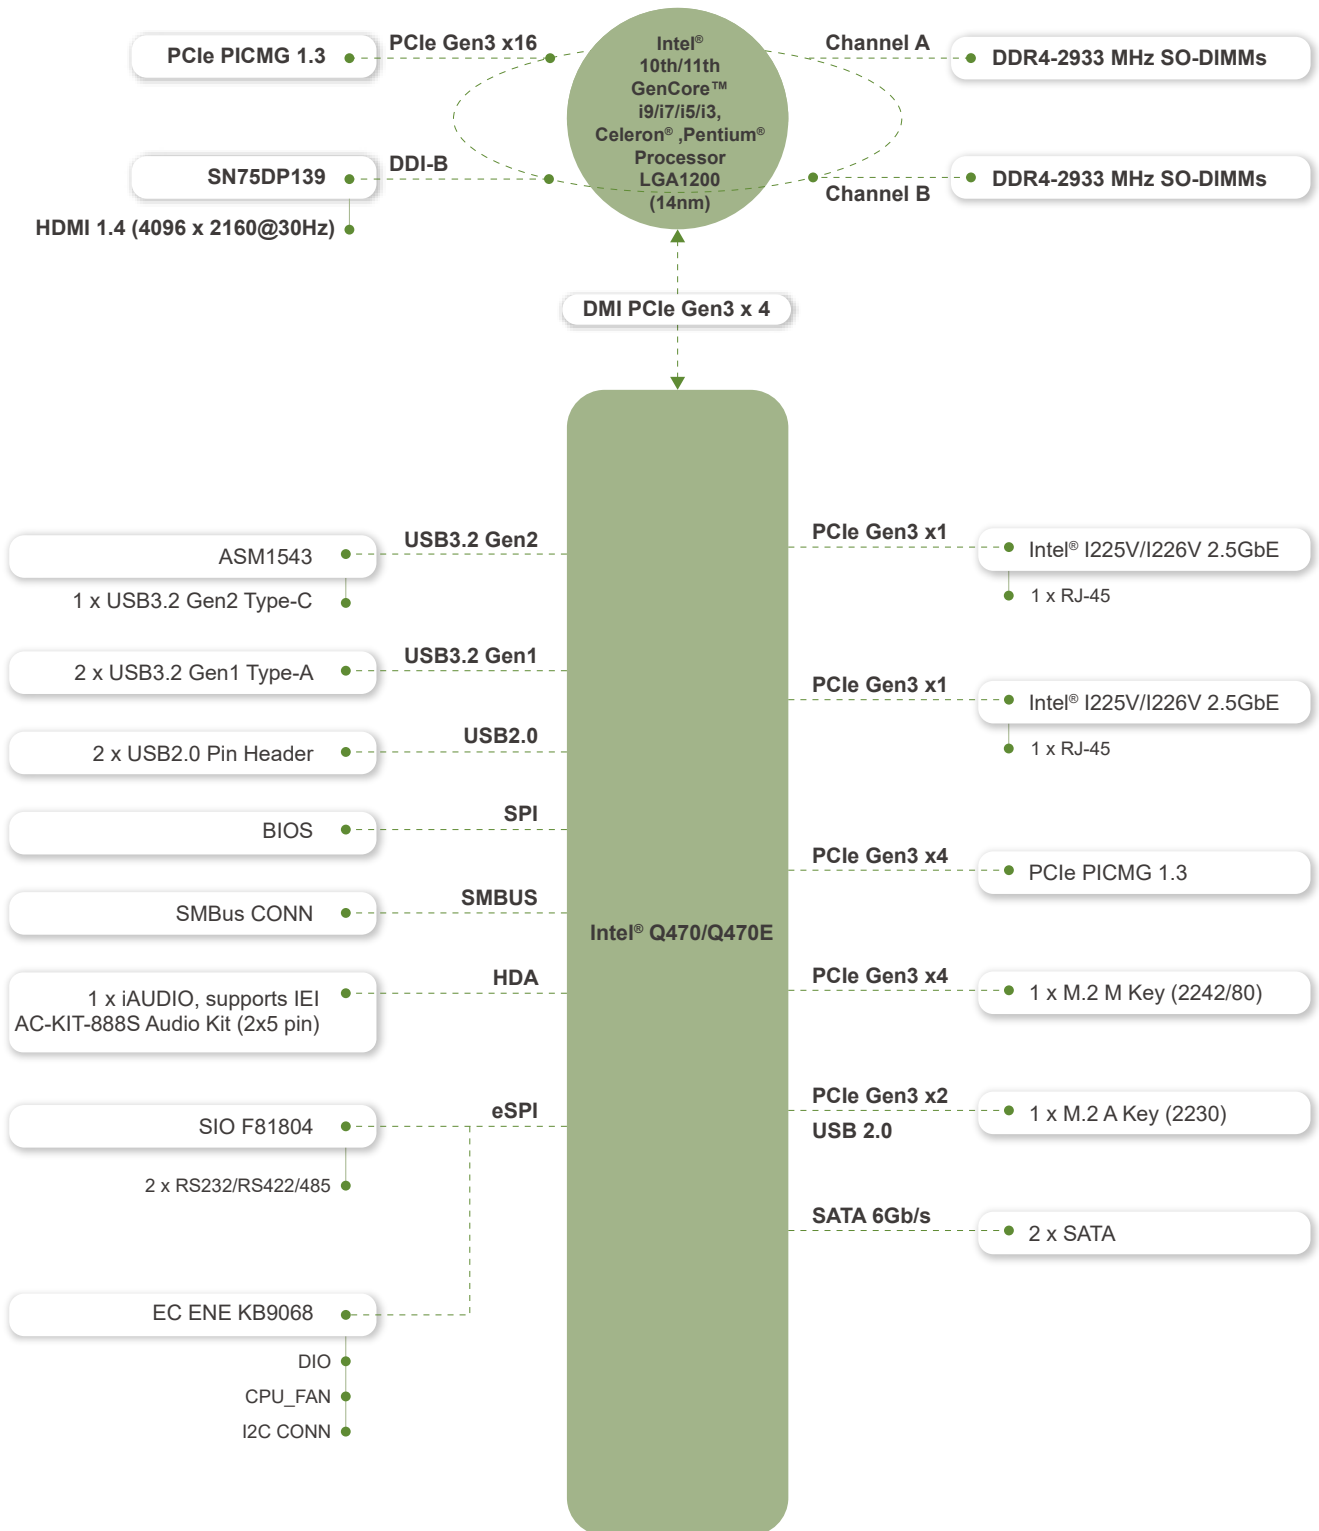 PCIe PICMG 1.3
PCIe Gen3 x16
Intel®
10th/11th
GenCore™
i9/i7/i5/i3,
Celeron® ,Pentium®
Processor
LGA1200
(14nm)
Channel A
DDR4-2933 MHz SO-DIMMs
SN75DP139
DDI-B
HDMI 1.4 (4096 x 2160@30Hz)
Channel B
DDR4-2933 MHz SO-DIMMs
DMI PCIe Gen3 x 4
Intel® Q470/Q470E
USB3.2 Gen2
ASM1543
1 x USB3.2 Gen2 Type-C
USB3.2 Gen1
2 x USB3.2 Gen1 Type-A
USB2.0
2 x USB2.0 Pin Header
SPI
BIOS
SMBUS
SMBus CONN
HDA
1 x iAUDIO, supports IEI
AC-KIT-888S Audio Kit (2x5 pin)
eSPI
SIO F81804
2 x RS232/RS422/485
EC ENE KB9068
DIO
CPU_FAN
I2C CONN
PCIe Gen3 x1
Intel® I225V/I226V 2.5GbE
1 x RJ-45
PCIe Gen3 x1
Intel® I225V/I226V 2.5GbE
1 x RJ-45
PCIe Gen3 x4
PCIe PICMG 1.3
PCIe Gen3 x4
1 x M.2 M Key (2242/80)
PCIe Gen3 x2
USB 2.0
1 x M.2 A Key (2230)
SATA 6Gb/s
2 x SATA